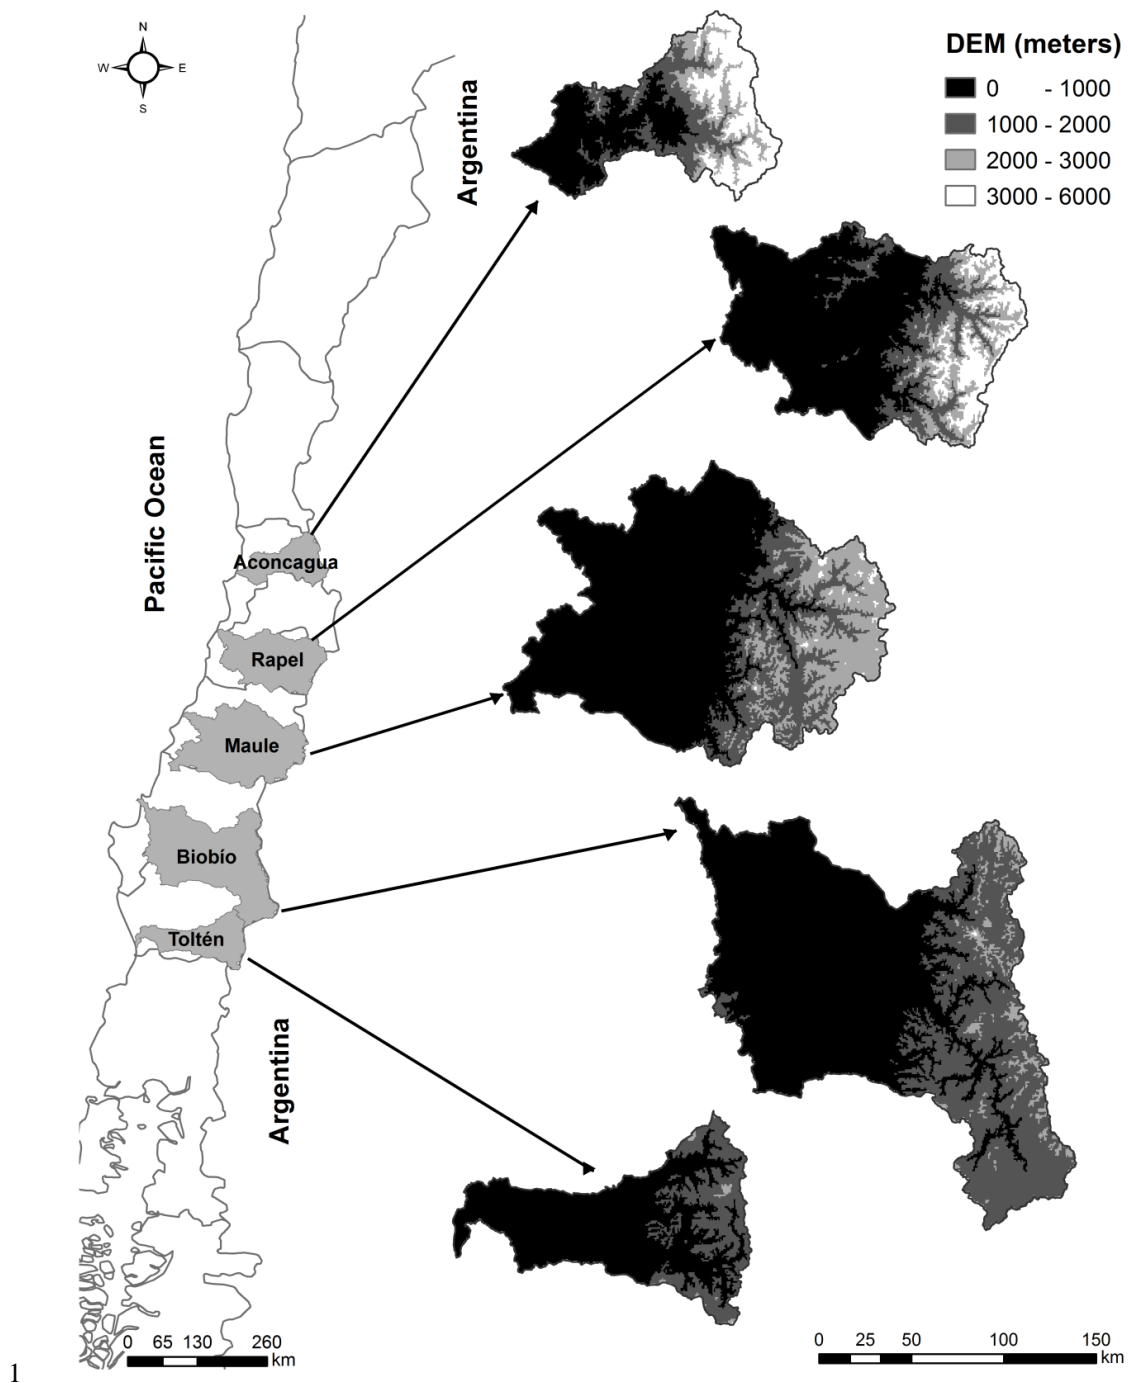 N
W E
S
Argentina
DEM (meters)
0 - 1000
1000 - 2000
2000 - 3000
3000 - 6000
Pacific Ocean
Aconcagua
Rapel
Maule
Biobío
Toltén
Argentina
0 65 130 260
km
0 25 50 100 150
km
1